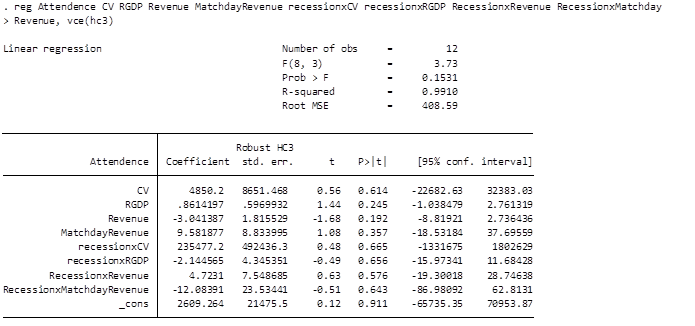 . reg Attendence CV RGDP Revenue MatchdayRevenue recessionxCV recessionxRGDP RecessionxRevenue RecessionxMatchday
> Revenue, vce(hc3)
Linear regression Number of obs = 12
F(8, 3) = 3.73
Prob > F = 0.1531
R-squared = 0.9910
Root MSE = 408.59
Robust HC3
Attendence Coefficient std. err. t P>|t| [95% conf. interval]
CV 4850.2 8651.468 0.56 0.614 -22682.63 32383.03
RGDP .8614197 .5969932 1.44 0.245 -1.038479 2.761319
Revenue -3.041387 1.815529 -1.68 0.192 -8.81921 2.736436
MatchdayRevenue 9.581877 8.833995 1.08 0.357 -18.53184 37.69559
recessionxCV 235477.2 492436.3 0.48 0.665 -1331675 1802629
recessionxRGDP -2.144656 4.345351 -0.49 0.656 -15.97341 11.68428
RecessionxRevenue 4.7231 7.548685 0.63 0.576 -19.30018 28.74638
RecessionxMatchdayRevenue -12.08391 23.53441 -0.51 0.643 -86.98092 62.8131
_cons 2609.264 21475.5 0.12 0.911 -65735.35 70953.87